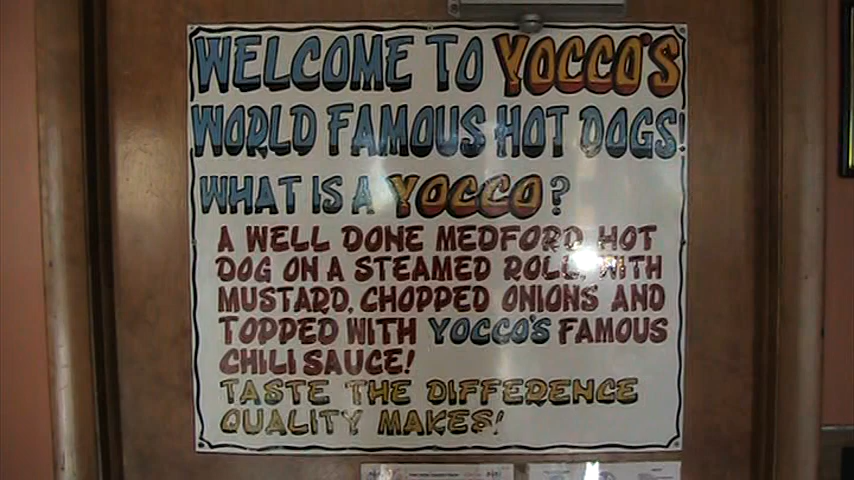 WELCOME TO YOCCO'S
WORLD FAMOUS HOT DOGS!
WHAT IS A YOCCO?
A WELL DONE MEDFORD HOT
DOG ON A STEAMED ROLL, WITH
MUSTARD, CHOPPED ONIONS AND
TOPPED WITH YOCCO'S FAMOUS
CHILI SAUCE!
TASTE THE DIFFERENCE
QUALITY MAKES!